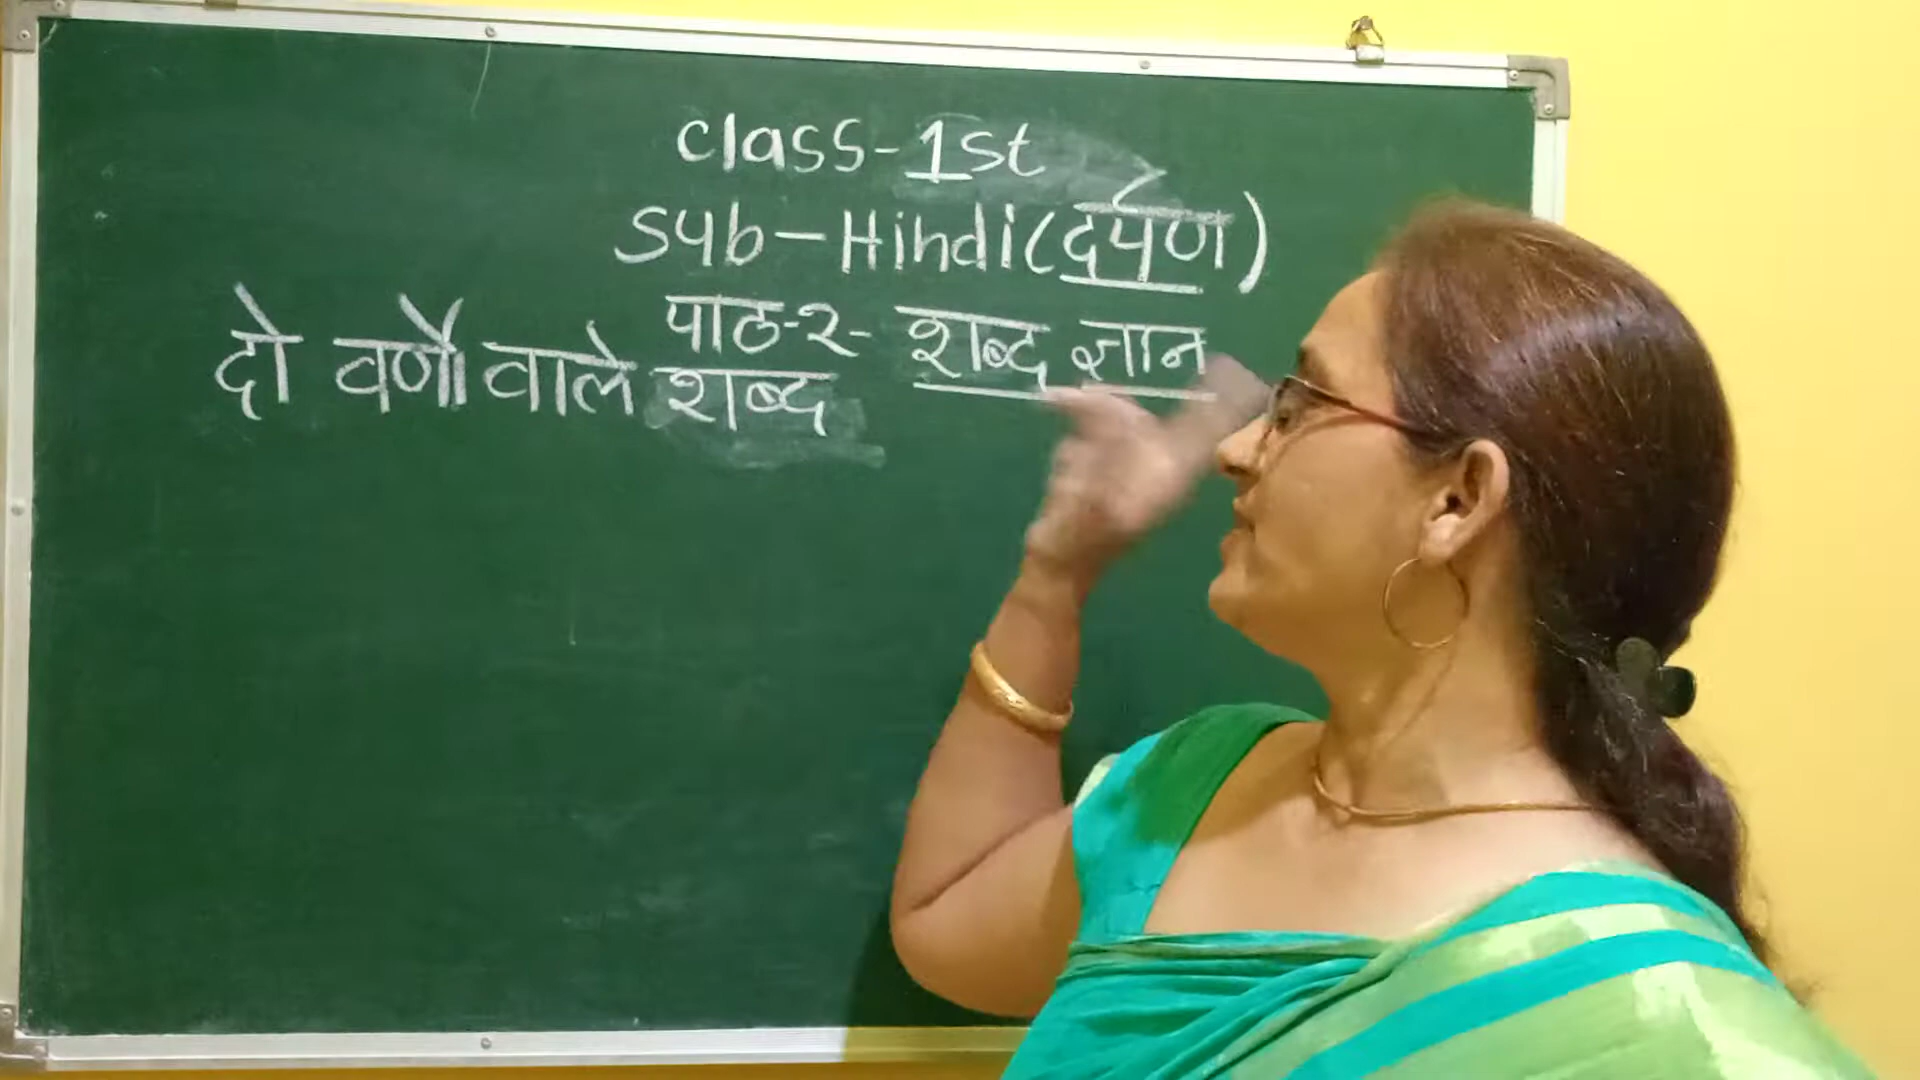 class-1st
Sub-Hindi(दर्पण)
पाठ-२- शब्द ज्ञान
दो वर्णों वाले शब्द